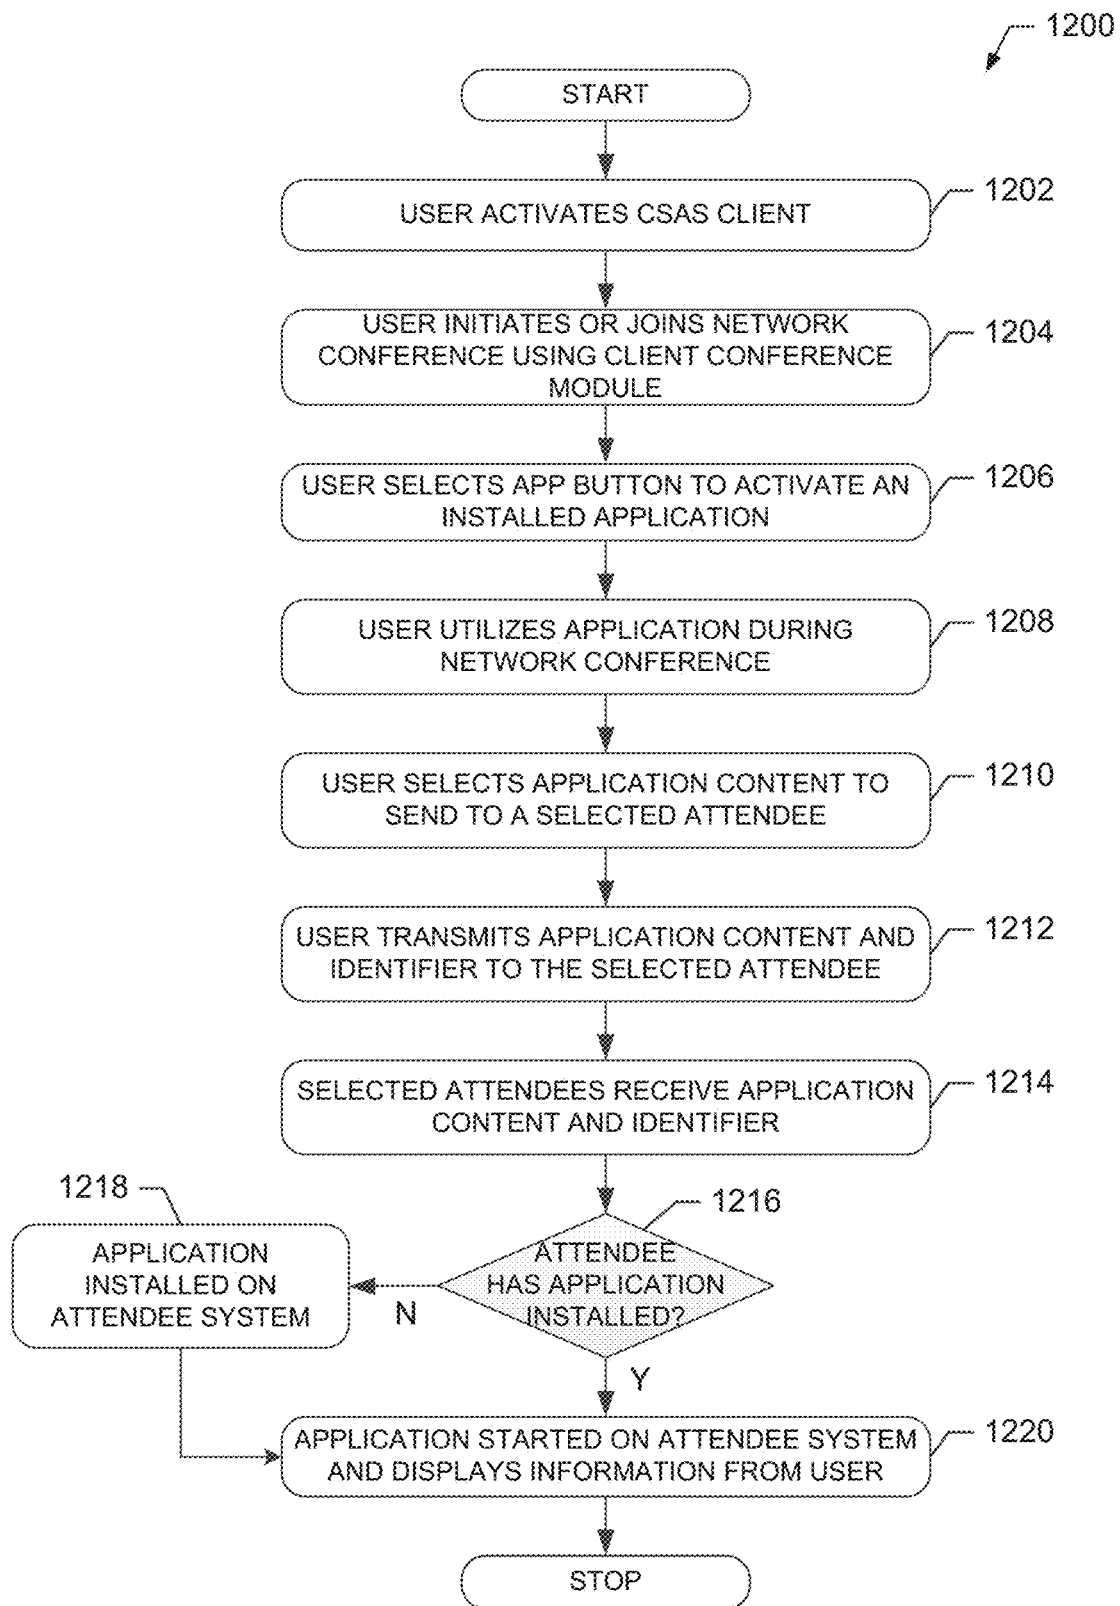 1200
START
USER ACTIVATES CSAS CLIENT
1202
USER INITIATES OR JOINS NETWORK
CONFERENCE USING CLIENT CONFERENCE
MODULE
1204
USER SELECTS APP BUTTON TO ACTIVATE AN
INSTALLED APPLICATION
1206
USER UTILIZES APPLICATION DURING
NETWORK CONFERENCE
1208
USER SELECTS APPLICATION CONTENT TO
SEND TO A SELECTED ATTENDEE
1210
USER TRANSMITS APPLICATION CONTENT AND
IDENTIFIER TO THE SELECTED ATTENDEE
1212
SELECTED ATTENDEES RECEIVE APPLICATION
CONTENT AND IDENTIFIER
1214
1218
1216
APPLICATION
INSTALLED ON
ATTENDEE SYSTEM
ATTENDEE
HAS APPLICATION
INSTALLED?
N
Y
APPLICATION STARTED ON ATTENDEE SYSTEM
AND DISPLAYS INFORMATION FROM USER
1220
STOP